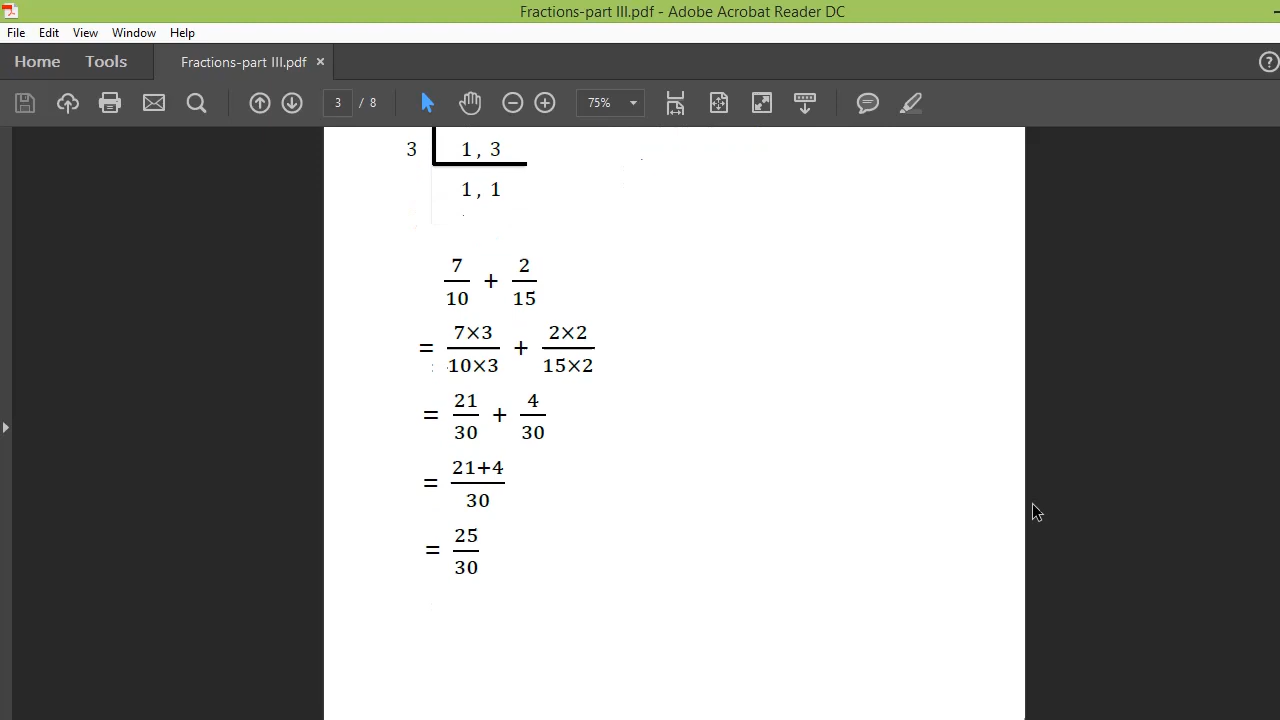 Fractions-part III.pdf - Adobe Acrobat Reader DC
File Edit View Window Help
Home Tools Fractions-part III.pdf ×
3 / 8 75%
3 1 , 3
1 , 1
7/10 + 2/15
= 7×3/10×3 + 2×2/15×2
= 21/30 + 4/30
= 21+4/30
= 25/30